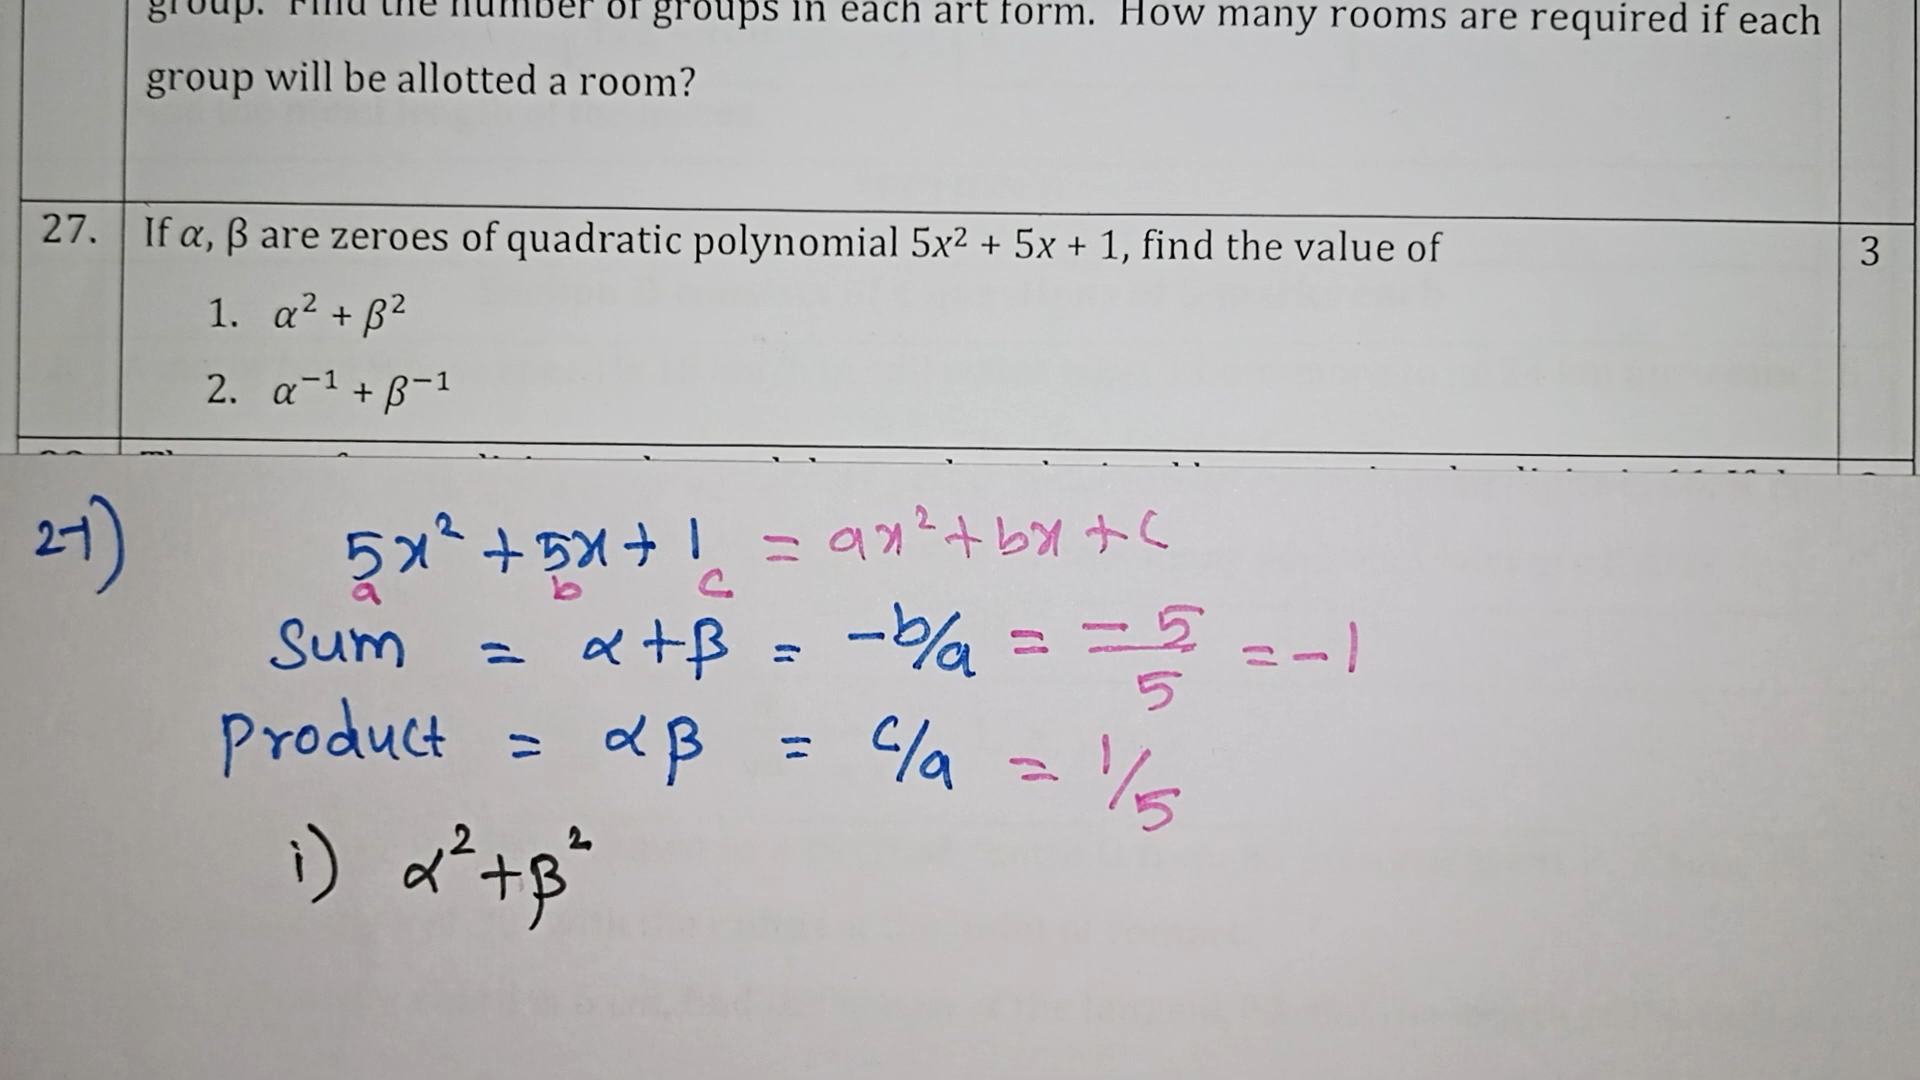 group. Find the number of groups in each art form. How many rooms are required if each
group will be allotted a room?
27. If α, β are zeroes of quadratic polynomial 5x² + 5x + 1, find the value of 3
1. α² + β²
2. α⁻¹ + β⁻¹
27) 5x² + 5x + 1 = ax² + bx + c
a b c
Sum = α + β = -b/a = -5/5 = -1
Product = αβ = c/a = 1/5
i) α² + β²